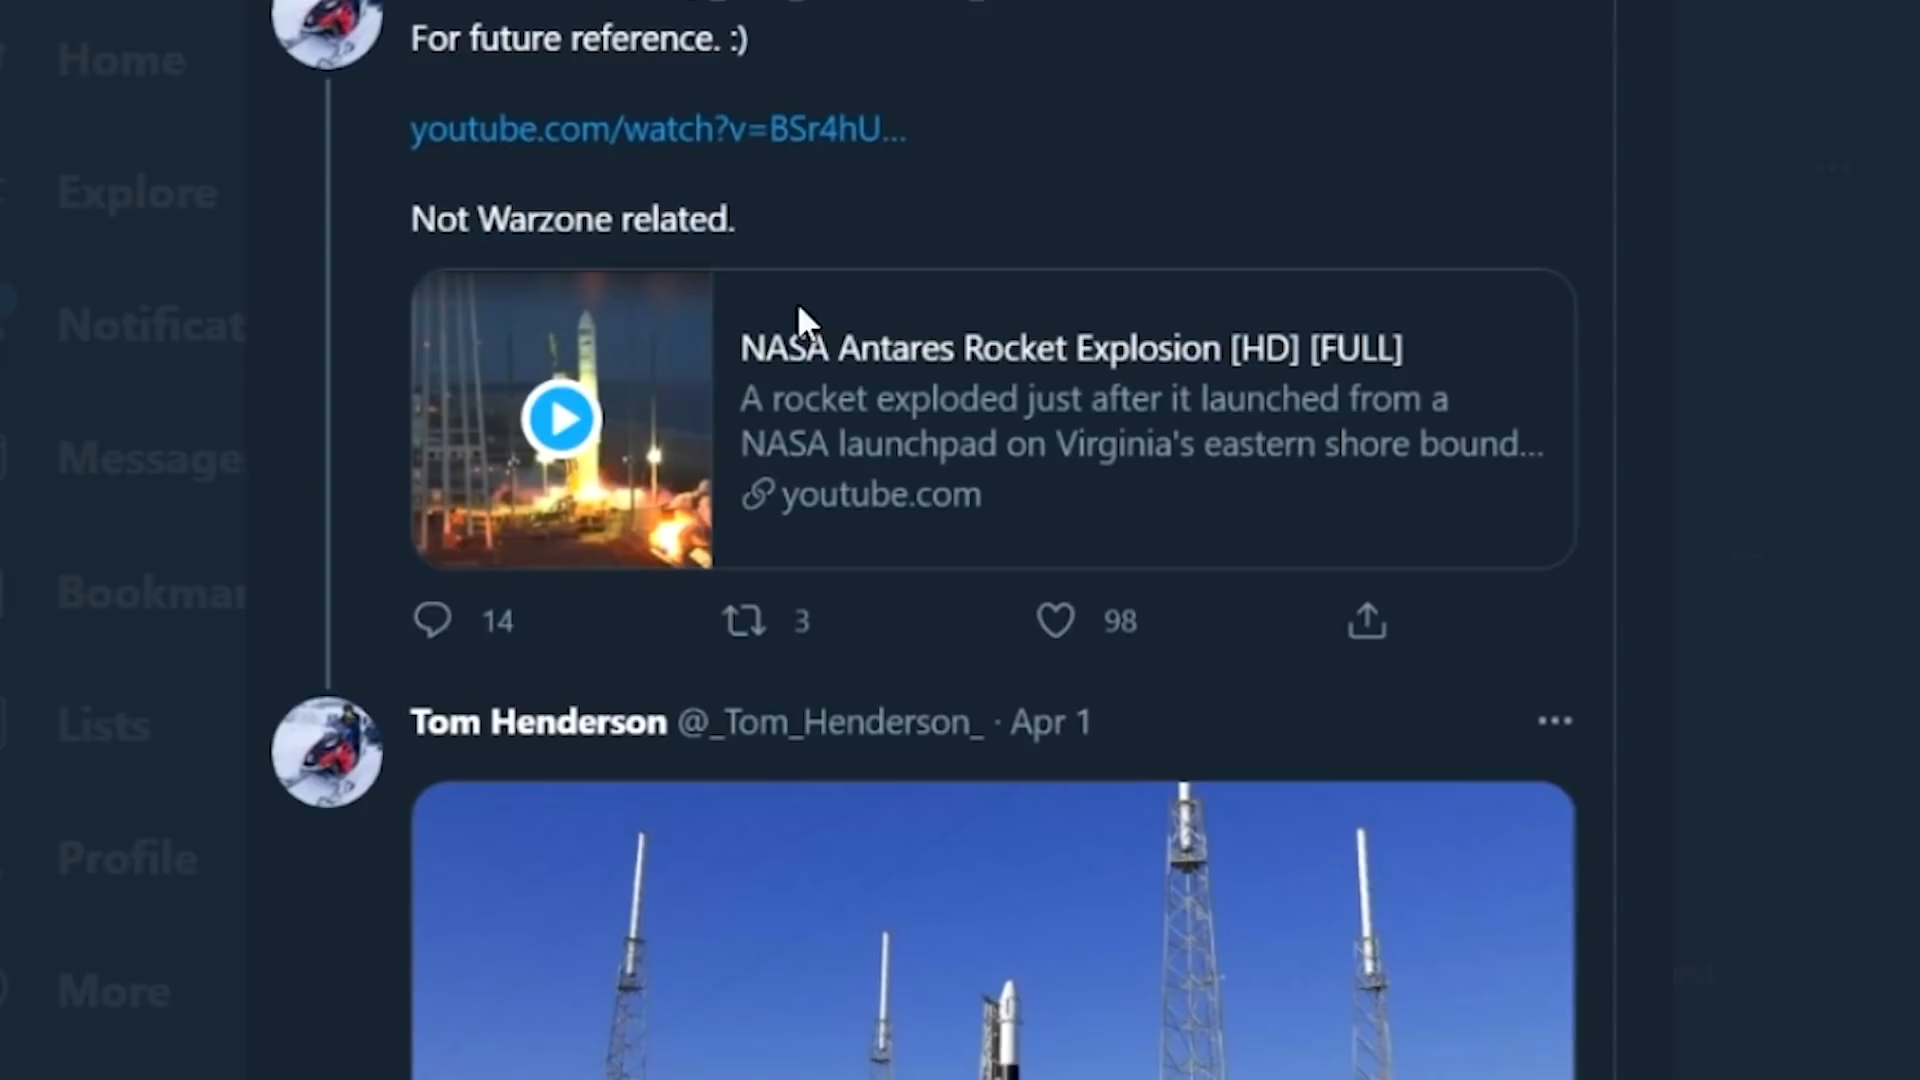 Home
For future reference. :)
youtube.com/watch?v=BSr4hU...
Explore
Not Warzone related.
Notificat
NASA Antares Rocket Explosion [HD] [FULL]
A rocket exploded just after it launched from a
NASA launchpad on Virginia's eastern shore bound...
youtube.com
Message
Bookmar
14
3
98
Lists
Tom Henderson @_Tom_Henderson_ · Apr 1
Profile
More